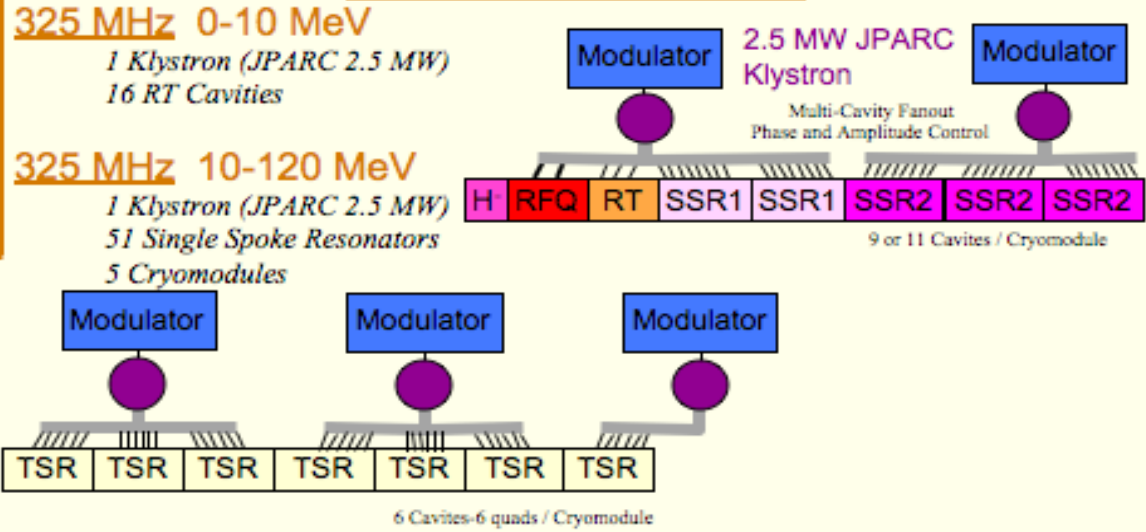 325 MHz 0-10 MeV
1 Klystron (JPARC 2.5 MW)
16 RT Cavities
325 MHz 10-120 MeV
1 Klystron (JPARC 2.5 MW)
51 Single Spoke Resonators
5 Cryomodules
Modulator
2.5 MW JPARC
Klystron
Modulator
Multi-Cavity Fanout
Phase and Amplitude Control
H- RFQ RT SSR1 SSR1 SSR2 SSR2 SSR2
9 or 11 Cavites / Cryomodule
Modulator Modulator Modulator
TSR TSR TSR TSR TSR TSR TSR
6 Cavites-6 quads / Cryomodule